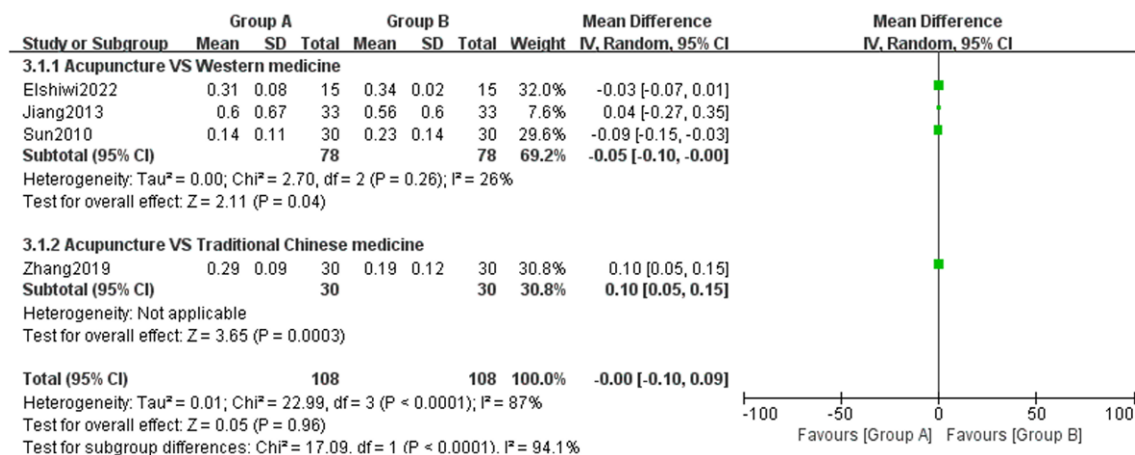 Group A Group B Mean Difference Mean Difference
Study or Subgroup Mean SD Total Mean SD Total Weight IV, Random, 95% CI IV, Random, 95% CI
3.1.1 Acupuncture VS Western medicine
Elshiwi2022 0.31 0.08 15 0.34 0.02 15 32.0% -0.03 [-0.07, 0.01]
Jiang2013 0.6 0.67 33 0.56 0.6 33 7.6% 0.04 [-0.27, 0.35]
Sun2010 0.14 0.11 30 0.23 0.14 30 29.6% -0.09 [-0.15, -0.03]
Subtotal (95% CI) 78 78 69.2% -0.05 [-0.10, -0.00]
Heterogeneity: Tau² = 0.00; Chi² = 2.70, df = 2 (P = 0.26); I² = 26%
Test for overall effect: Z = 2.11 (P = 0.04)
3.1.2 Acupuncture VS Traditional Chinese medicine
Zhang2019 0.29 0.09 30 0.19 0.12 30 30.8% 0.10 [0.05, 0.15]
Subtotal (95% CI) 30 30 30.8% 0.10 [0.05, 0.15]
Heterogeneity: Not applicable
Test for overall effect: Z = 3.65 (P = 0.0003)
Total (95% CI) 108 108 100.0% -0.00 [-0.10, 0.09]
Heterogeneity: Tau² = 0.01; Chi² = 22.99, df = 3 (P < 0.0001); I² = 87%
Test for overall effect: Z = 0.05 (P = 0.96)
Test for subgroup differences: Chi² = 17.09, df = 1 (P < 0.0001), I² = 94.1%
-100 -50 0 50 100
Favours [Group A] Favours [Group B]